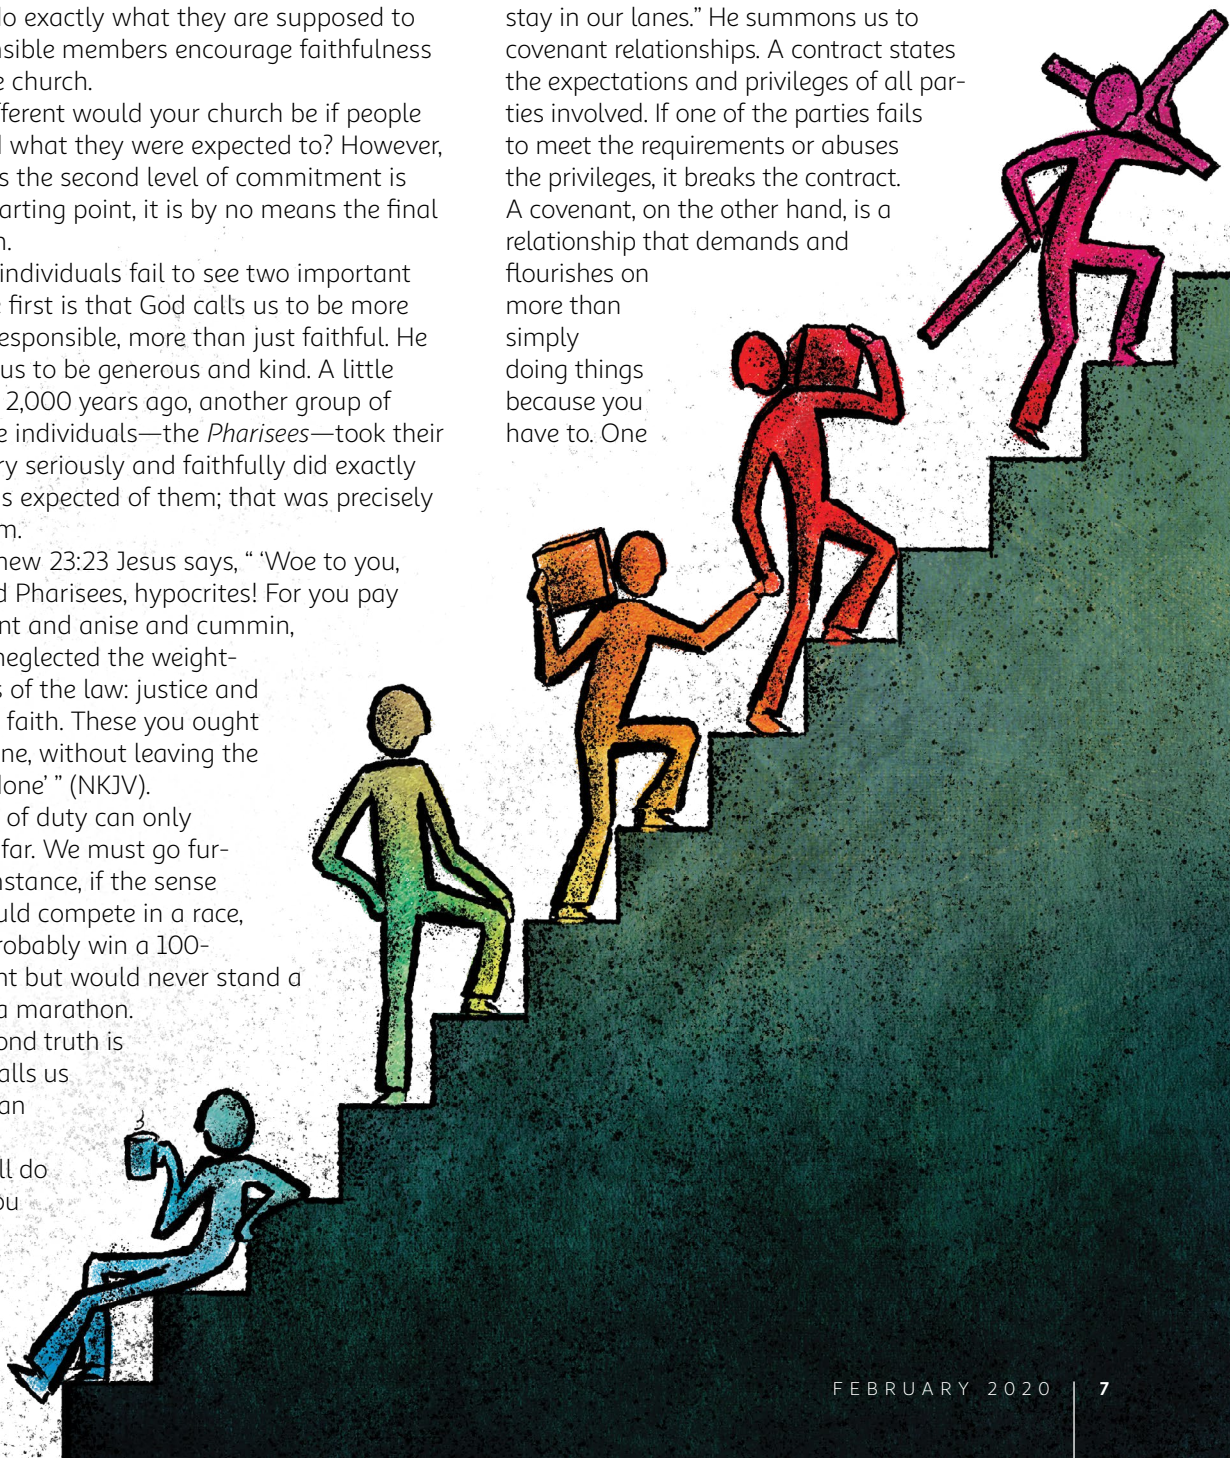 do exactly what they are supposed to
nsible members encourage faithfulness
e church.
fferent would your church be if people
d what they were expected to? However,
s the second level of commitment is
arting point, it is by no means the final
n.
individuals fail to see two important
e first is that God calls us to be more
responsible, more than just faithful. He
us to be generous and kind. A little
2,000 years ago, another group of
e individuals—the Pharisees—took their
ry seriously and faithfully did exactly
s expected of them; that was precisely
m.
hew 23:23 Jesus says, “ ‘Woe to you,
d Pharisees, hypocrites! For you pay
nt and anise and cummin,
neglected the weight-
s of the law: justice and
faith. These you ought
ne, without leaving the
done’ ” (NKJV).
of duty can only
far. We must go fur-
nstance, if the sense
uld compete in a race,
robably win a 100-
nt but would never stand a
a marathon.
ond truth is
alls us
an
ll do
ou
stay in our lanes.” He summons us to
covenant relationships. A contract states
the expectations and privileges of all par-
ties involved. If one of the parties fails
to meet the requirements or abuses
the privileges, it breaks the contract.
A covenant, on the other hand, is a
relationship that demands and
flourishes on
more than
simply
doing things
because you
have to. One
FEBRUARY 2020 7